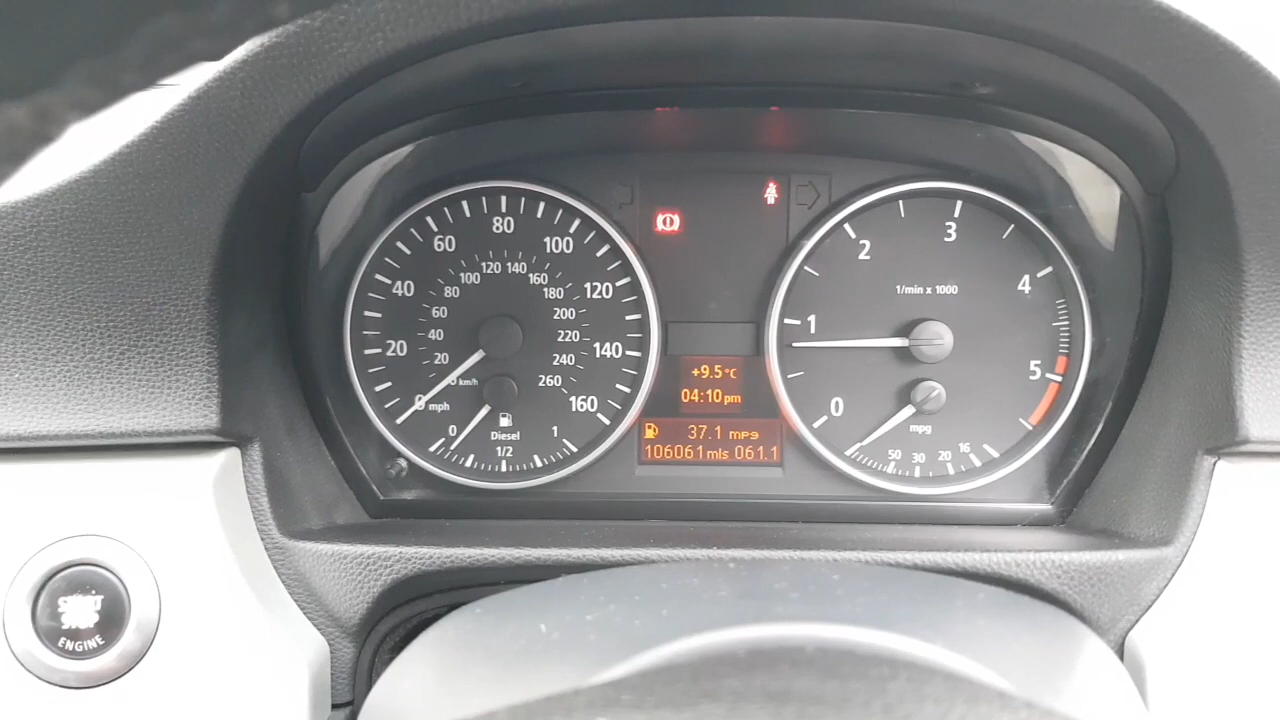 80
60
100
40
120
20
140
0 mph
160
120
140
100
160
80
180
60
200
40
220
20
240
km/h
260
0
1
Diesel
1/2
+9.5°C
04:10 pm
37.1 mpg
106061 mls 061.1
3
2
4
1/min x 1000
1
5
0
mpg
50
30
20
16
START
STOP
ENGINE